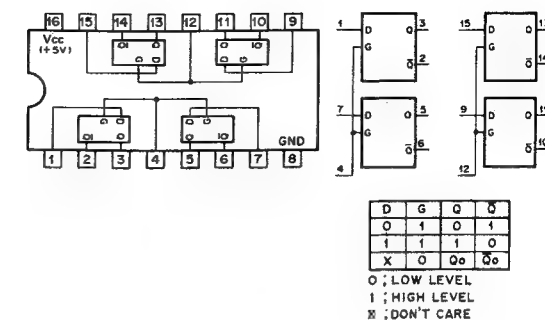 16 15 14 13 12 11 10 9
Vcc
(+5V)
Q̅ Q Q Q̅
G D D G
D G G D
Q̅ Q Q Q̅
GND
1 2 3 4 5 6 7 8
1 D Q 3
G
Q̅ 2
7 D Q 5
G
Q̅ 6
4
15 D Q
G
Q̅
9 D Q
G
Q̅ 10
12
D G Q Q̅
0 1 0 1
1 1 1 0
X 0 Qo Q̅o
0 ; LOW LEVEL
1 ; HIGH LEVEL
X ; DON'T CARE